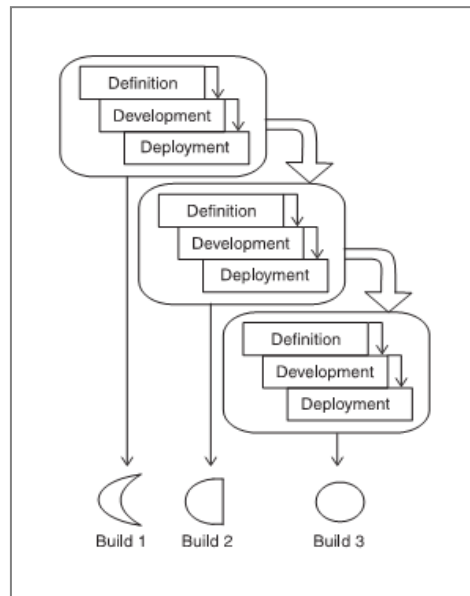 Definition
Development
Deployment
Definition
Development
Deployment
Definition
Development
Deployment
Build 1 Build 2 Build 3